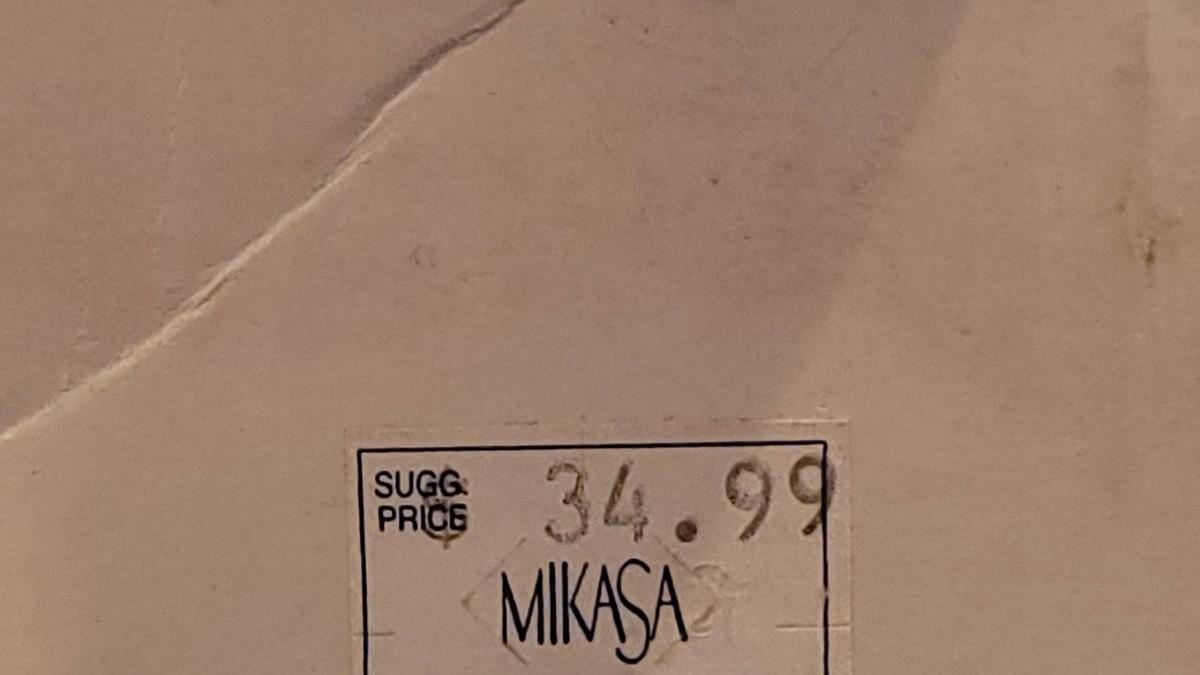 SUGG. $ 34.99
PRICE
MIKASA